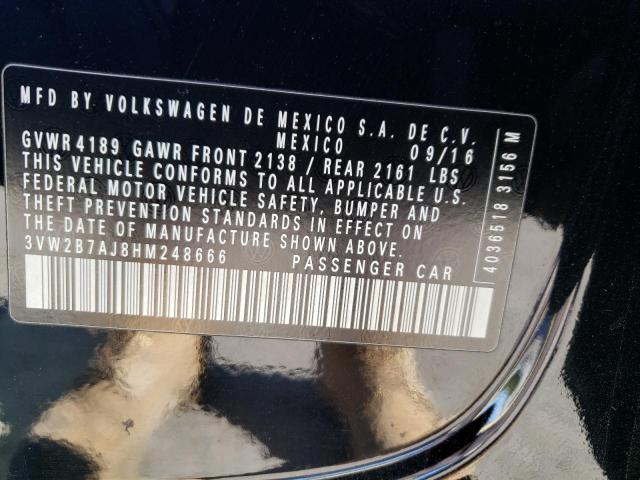 MFD BY VOLKSWAGEN DE MEXICO S.A. DE C.V.
MEXICO 09/16
GVWR 4189 GAWR FRONT 2138 / REAR 2161 LBS
THIS VEHICLE CONFORMS TO ALL APPLICABLE U.S.
FEDERAL MOTOR VEHICLE SAFETY, BUMPER AND
THEFT PREVENTION STANDARDS IN EFFECT ON
THE DATE OF MANUFACTURE SHOWN ABOVE.
3VW2B7AJ8HM248666 PASSENGER CAR
4036518 3156 M